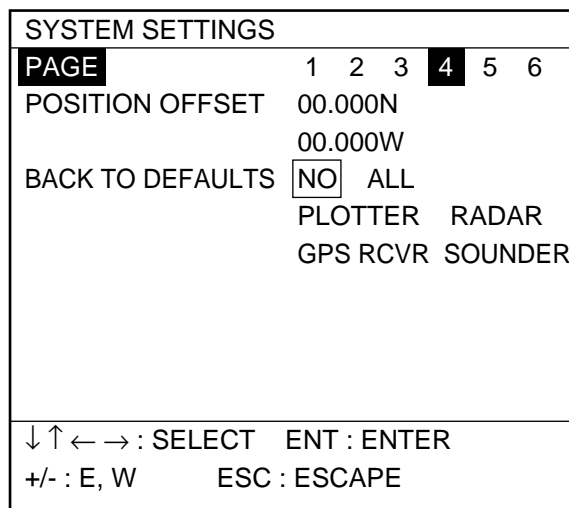 SYSTEM SETTINGS
PAGE 1 2 3 4 5 6
POSITION OFFSET 00.000N
00.000W
BACK TO DEFAULTS NO ALL
PLOTTER RADAR
GPS RCVR SOUNDER
↓↑←→ : SELECT ENT : ENTER
+/- : E, W ESC : ESCAPE